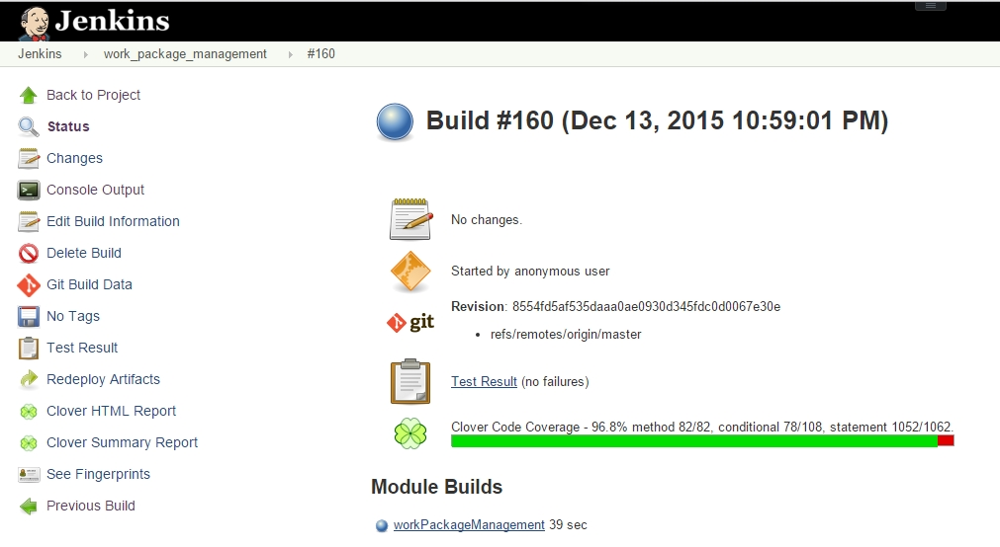 Jenkins
Jenkins work_package_management #160
Back to Project
Status
Changes
Console Output
Edit Build Information
Delete Build
Git Build Data
No Tags
Test Result
Redeploy Artifacts
Clover HTML Report
Clover Summary Report
See Fingerprints
Previous Build
Build #160 (Dec 13, 2015 10:59:01 PM)
No changes.
Started by anonymous user
git
Revision: 8554fd5af535daaa0ae0930d345fdc0d0067e30e
• refs/remotes/origin/master
Test Result (no failures)
Clover Code Coverage - 96.8% method 82/82, conditional 78/108, statement 1052/1062.
Module Builds
workPackageManagement 39 sec